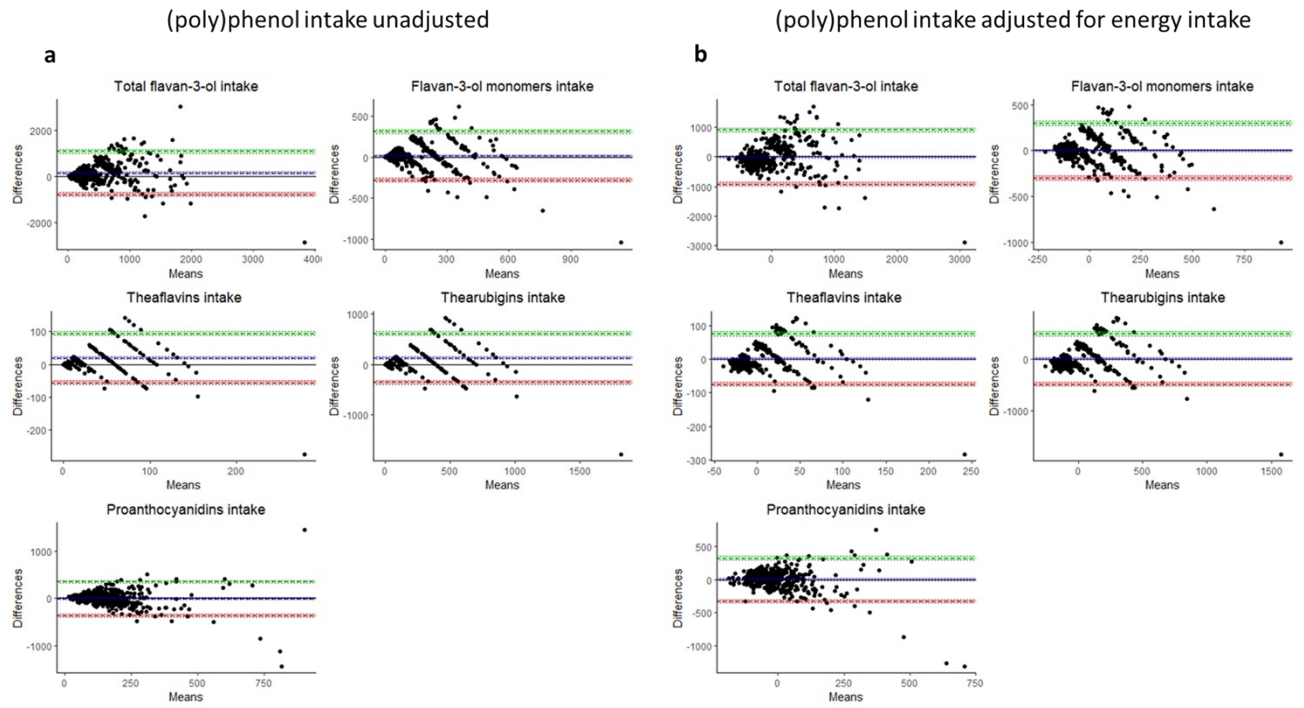 (poly)phenol intake unadjusted
(poly)phenol intake adjusted for energy intake
a
b
Total flavan-3-ol intake
Differences
2000
0
-2000
0
1000
2000
3000
400
Means
Flavan-3-ol monomers intake
Differences
500
0
-500
-1000
0
300
600
900
Means
Theaflavins intake
Differences
100
0
-100
-200
0
100
200
Means
Thearubigins intake
Differences
1000
0
-1000
0
500
1000
1500
Means
Proanthocyanidins intake
Differences
1000
0
-1000
0
250
500
750
Means
Total flavan-3-ol intake
Differences
1000
0
-1000
-2000
-3000
0
1000
2000
3000
Means
Flavan-3-ol monomers intake
Differences
500
0
-500
-1000
-250
0
250
500
750
Means
Theaflavins intake
Differences
100
0
-100
-200
-300
-50
0
50
100
150
200
250
Means
Thearubigins intake
Differences
0
-1000
0
500
1000
1500
Means
Proanthocyanidins intake
Differences
500
0
-500
-1000
0
250
500
750
Means